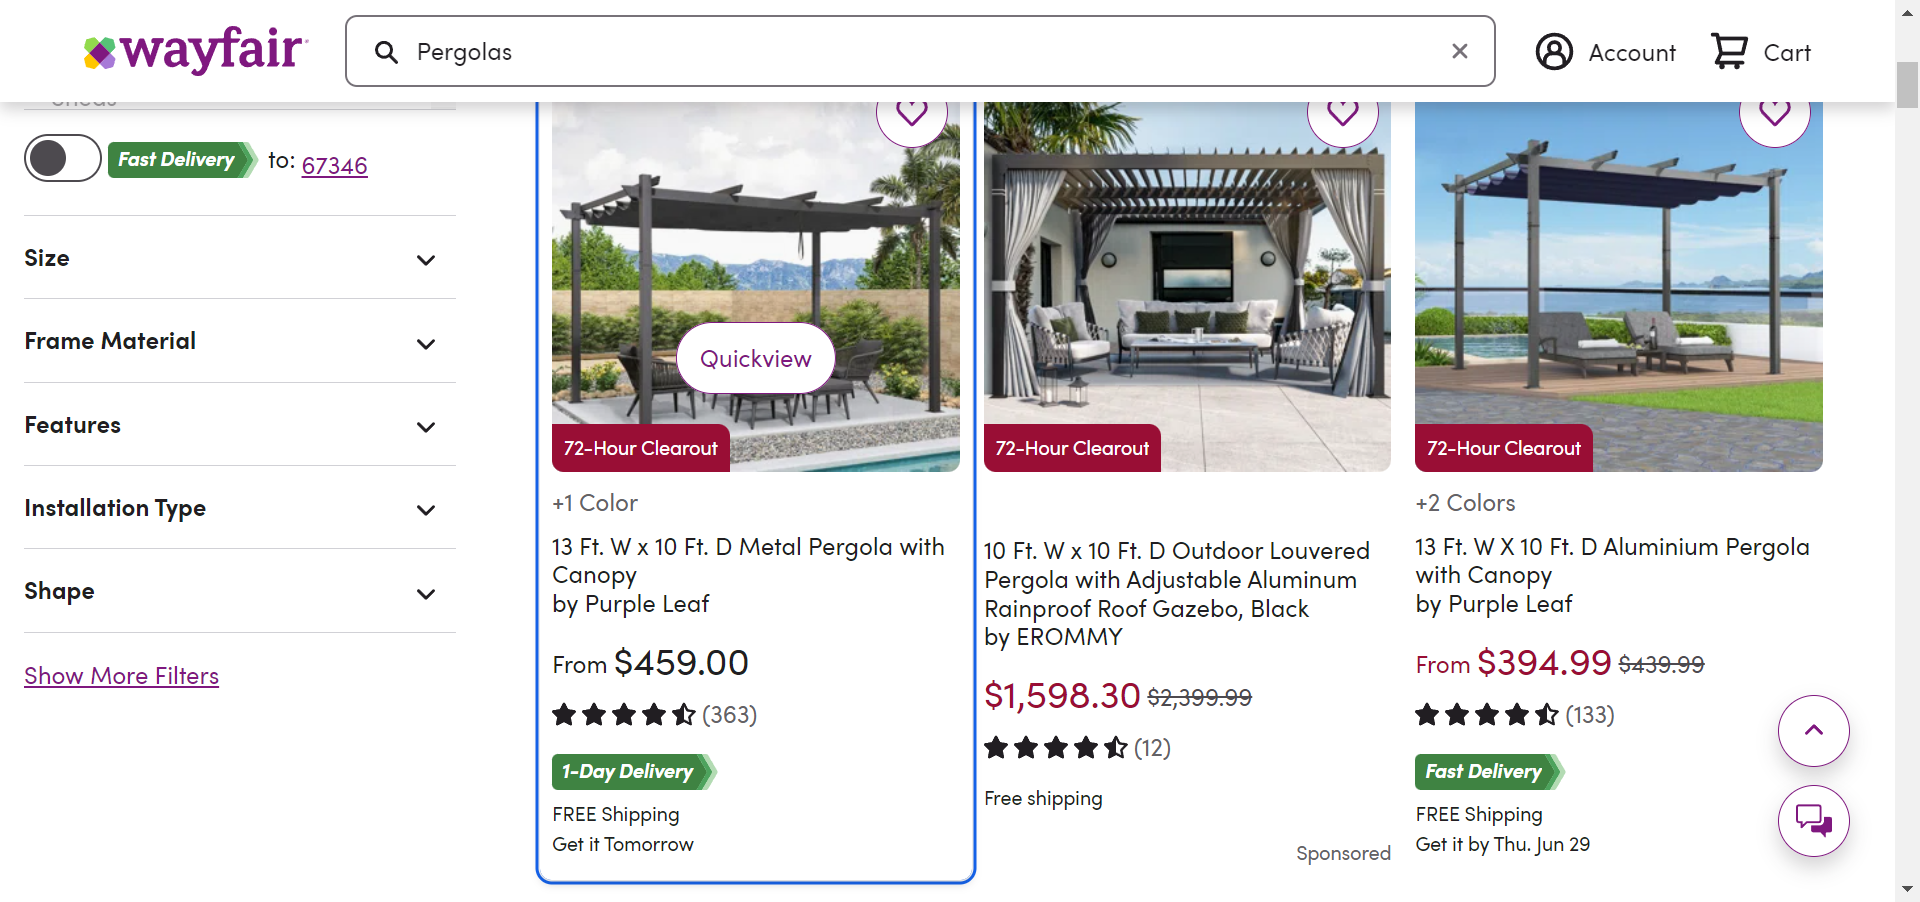 wayfair
Pergolas
Account
Cart
Sheds
Fast Delivery to: 67346
Size
Frame Material
Features
Installation Type
Shape
Show More Filters
Quickview
72-Hour Clearout
+1 Color
13 Ft. W x 10 Ft. D Metal Pergola with
Canopy
by Purple Leaf
From $459.00
(363)
1-Day Delivery
FREE Shipping
Get it Tomorrow
72-Hour Clearout
10 Ft. W x 10 Ft. D Outdoor Louvered
Pergola with Adjustable Aluminum
Rainproof Roof Gazebo, Black
by EROMMY
$1,598.30 $2,399.99
(12)
Free shipping
Sponsored
72-Hour Clearout
+2 Colors
13 Ft. W X 10 Ft. D Aluminium Pergola
with Canopy
by Purple Leaf
From $394.99 $439.99
(133)
Fast Delivery
FREE Shipping
Get it by Thu. Jun 29